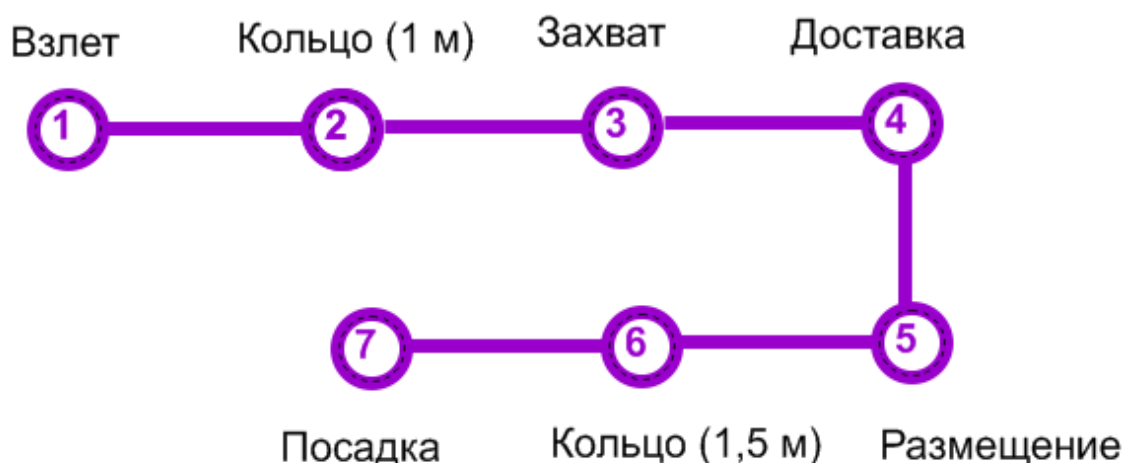 Взлет
Кольцо (1 м)
Захват
Доставка
1
2
3
4
7
6
5
Посадка
Кольцо (1,5 м)
Размещение